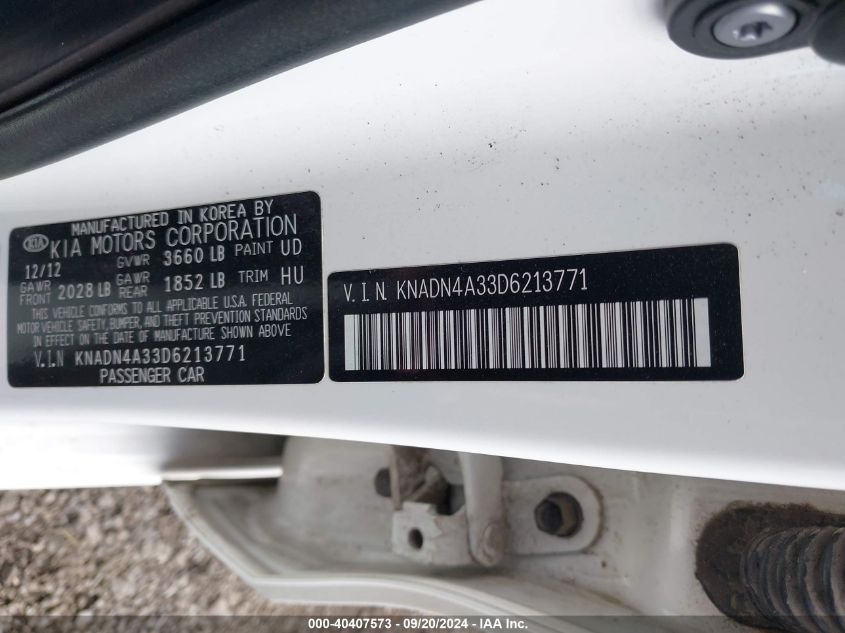 MANUFACTURED IN KOREA BY
KIA KIA MOTORS CORPORATION
12/12 GVWR 3660 LB PAINT UD
GAWR FRONT 2028 LB GAWR REAR 1852 LB TRIM HU
THIS VEHICLE CONFORMS TO ALL APPLICABLE U.S.A. FEDERAL
MOTOR VEHICLE SAFETY, BUMPER, AND THEFT PREVENTION STANDARDS
IN EFFECT ON THE DATE OF MANUFACTURE SHOWN ABOVE
V.I.N KNADN4A33D6213771
PASSENGER CAR
V.I.N. KNADN4A33D6213771
000-40407573 - 09/20/2024 - IAA Inc.